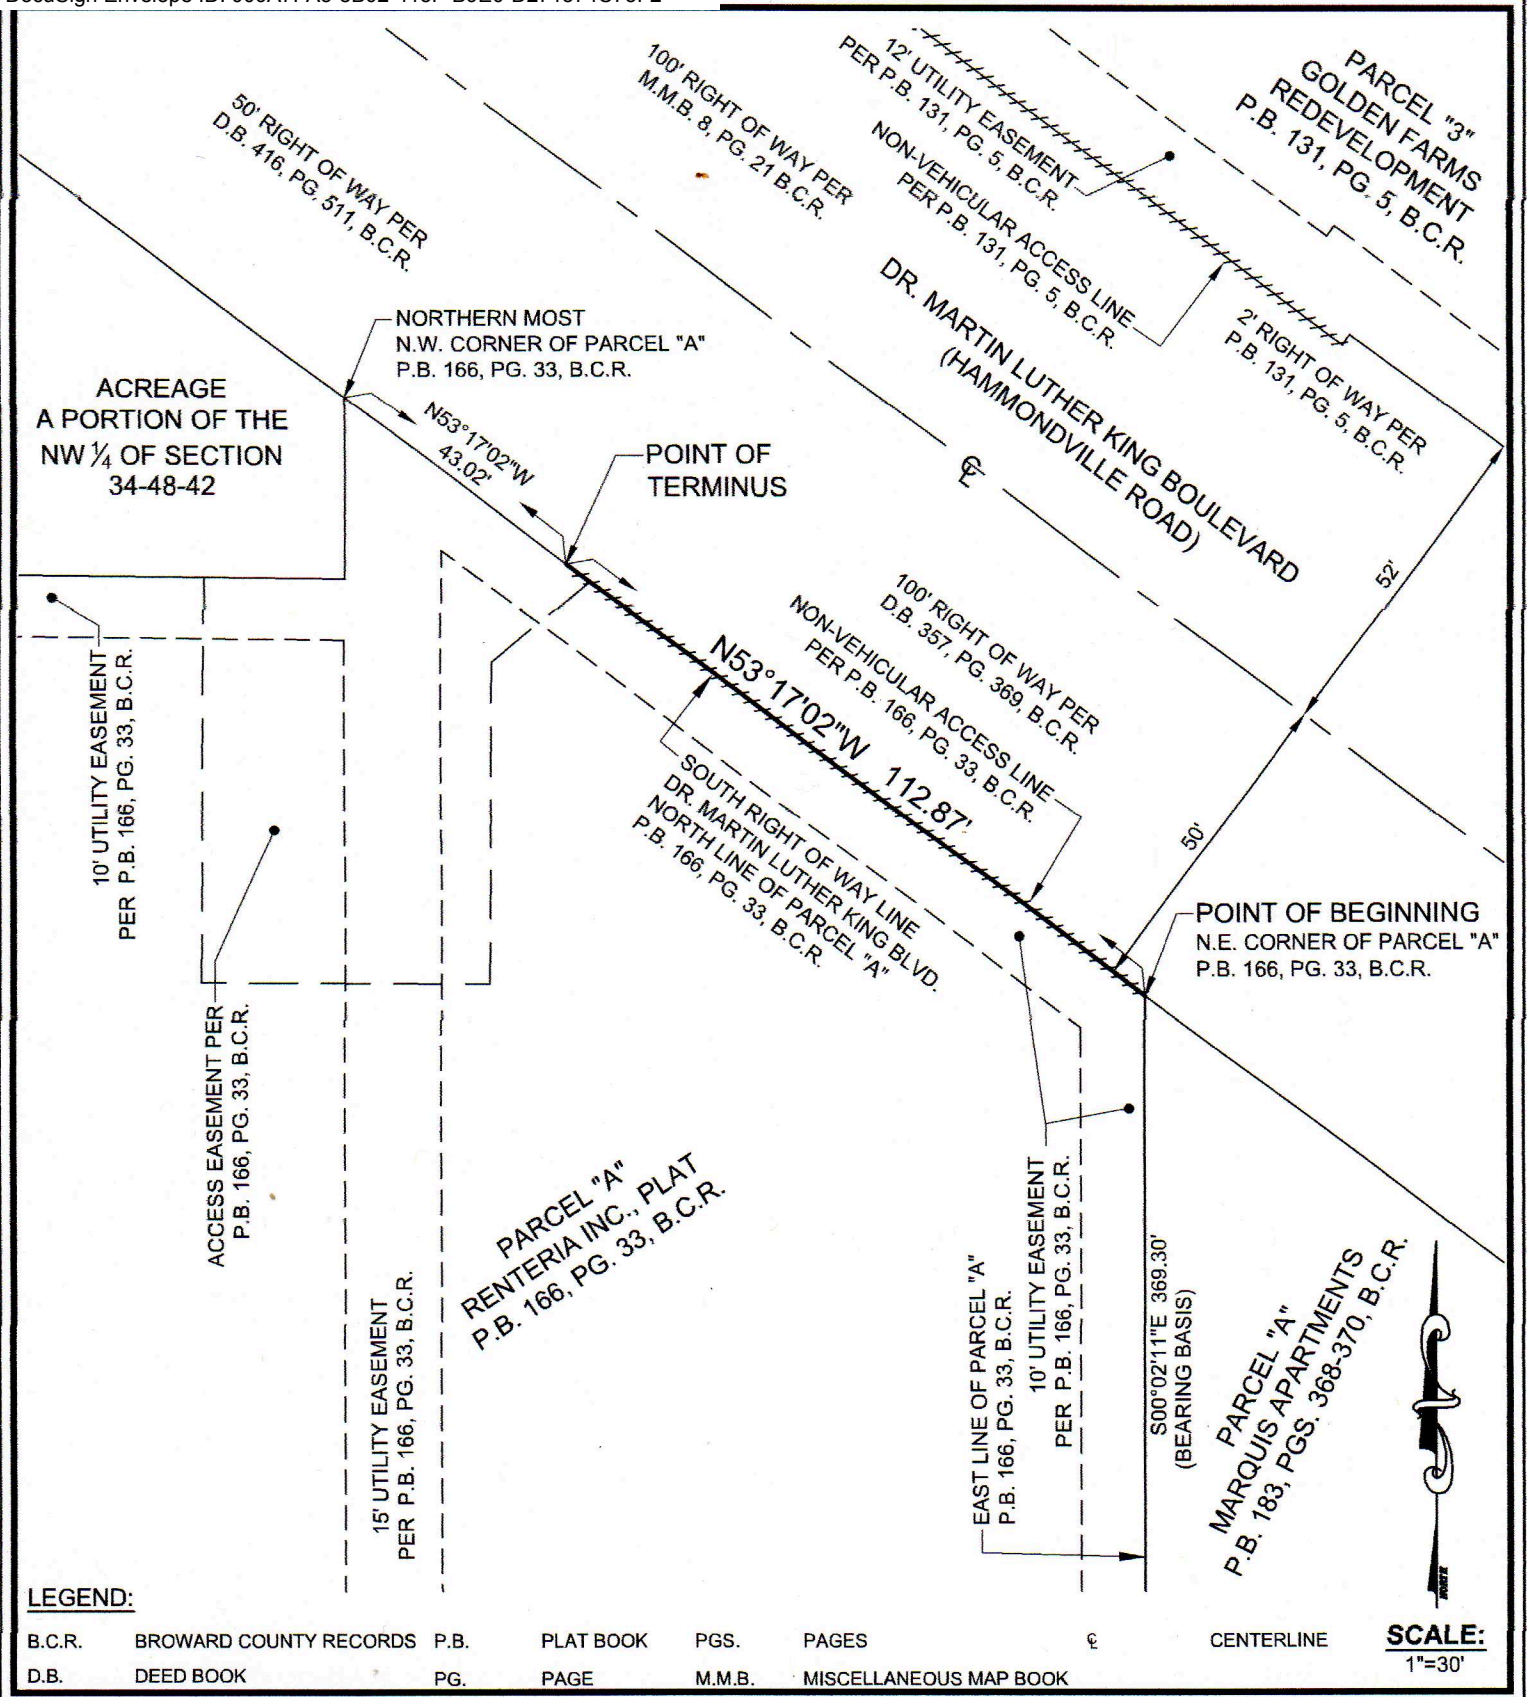 50' RIGHT OF WAY PER
D.B. 416, PG. 511, B.C.R.
100' RIGHT OF WAY PER
M.M.B. 8, PG. 21 B.C.R.
12' UTILITY EASEMENT
PER P.B. 131, PG. 5, B.C.R.
NON-VEHICULAR ACCESS LINE
PER P.B. 131, PG. 5, B.C.R.
PARCEL "3"
GOLDEN FARMS
REDEVELOPMENT
P.B. 131, PG. 5, B.C.R.
DR. MARTIN LUTHER KING BOULEVARD
(HAMMONDVILLE ROAD)
2' RIGHT OF WAY PER
P.B. 131, PG. 5, B.C.R.
NORTHERN MOST
N.W. CORNER OF PARCEL "A"
P.B. 166, PG. 33, B.C.R.
ACREAGE
A PORTION OF THE
NW ¼ OF SECTION
34-48-42
N53°17'02"W
43.02'
POINT OF
TERMINUS
℄
52'
100' RIGHT OF WAY PER
D.B. 357, PG. 369, B.C.R.
NON-VEHICULAR ACCESS LINE
PER P.B. 166, PG. 33, B.C.R.
N53°17'02"W 112.87'
SOUTH RIGHT OF WAY LINE
DR. MARTIN LUTHER KING BLVD.
NORTH LINE OF PARCEL "A"
P.B. 166, PG. 33, B.C.R.
50'
POINT OF BEGINNING
N.E. CORNER OF PARCEL "A"
P.B. 166, PG. 33, B.C.R.
10' UTILITY EASEMENT
PER P.B. 166, PG. 33, B.C.R.
ACCESS EASEMENT PER
P.B. 166, PG. 33, B.C.R.
15' UTILITY EASEMENT
PER P.B. 166, PG. 33, B.C.R.
PARCEL "A"
RENTERIA INC., PLAT
P.B. 166, PG. 33, B.C.R.
EAST LINE OF PARCEL "A"
P.B. 166, PG. 33, B.C.R.
10' UTILITY EASEMENT
PER P.B. 166, PG. 33, B.C.R.
S00°02'11"E 369.30'
(BEARING BASIS)
PARCEL "A"
MARQUIS APARTMENTS
P.B. 183, PGS. 368-370, B.C.R.
NORTH
LEGEND:
B.C.R. BROWARD COUNTY RECORDS P.B. PLAT BOOK PGS. PAGES ℄ CENTERLINE
D.B. DEED BOOK PG. PAGE M.M.B. MISCELLANEOUS MAP BOOK
SCALE:
1"=30'